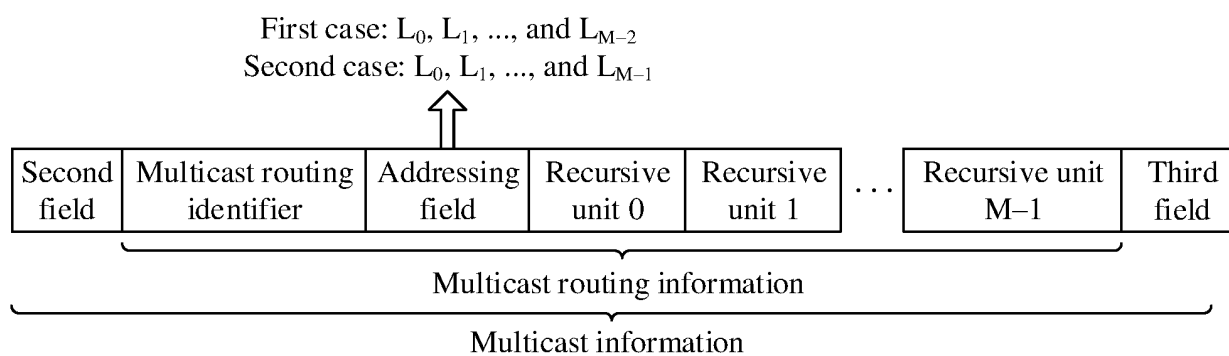 First case: L0, L1, ..., and LM–2
Second case: L0, L1, ..., and LM–1
Second field
Multicast routing identifier
Addressing field
Recursive unit 0
Recursive unit 1
...
Recursive unit M–1
Third field
Multicast routing information
Multicast information